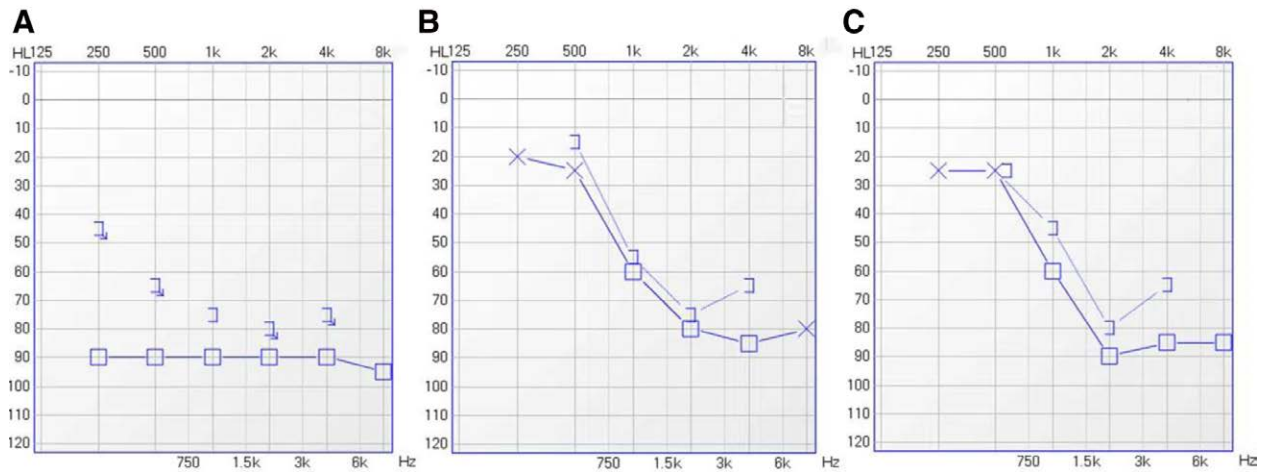 A
B
C
HL125 250 500 1k 2k 4k 8k
HL125 250 500 1k 2k 4k 8k
HL125 250 500 1k 2k 4k 8k
-10 -10 -10
0 0 0
10 10 10
20 20 20
30 30 30
40 40 40
50 50 50
60 60 60
70 70 70
80 80 80
90 90 90
100 100 100
110 110 110
120 120 120
750 1.5k 3k 6k Hz
750 1.5k 3k 6k Hz
750 1.5k 3k 6k Hz